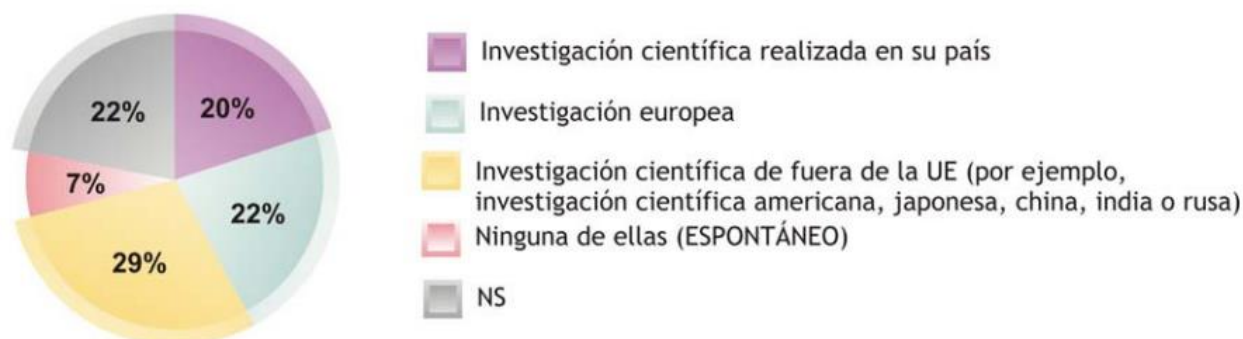 22%
20%
7%
22%
29%
Investigación científica realizada en su país
Investigación europea
Investigación científica de fuera de la UE (por ejemplo,
investigación científica americana, japonesa, china, india o rusa)
Ninguna de ellas (ESPONTÁNEO)
NS